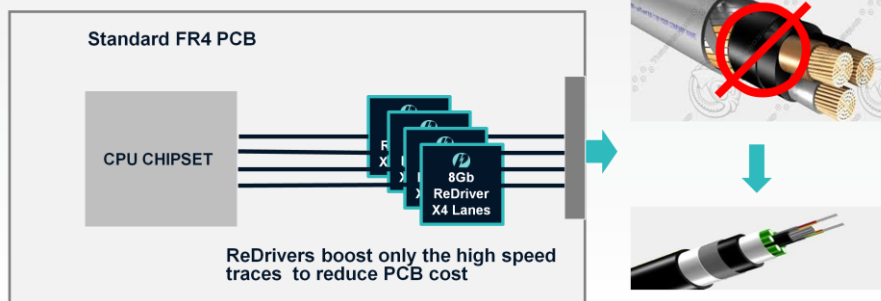 Standard FR4 PCB
CPU CHIPSET
8Gb
ReDriver
X4 Lanes
ReDrivers boost only the high speed
traces to reduce PCB cost